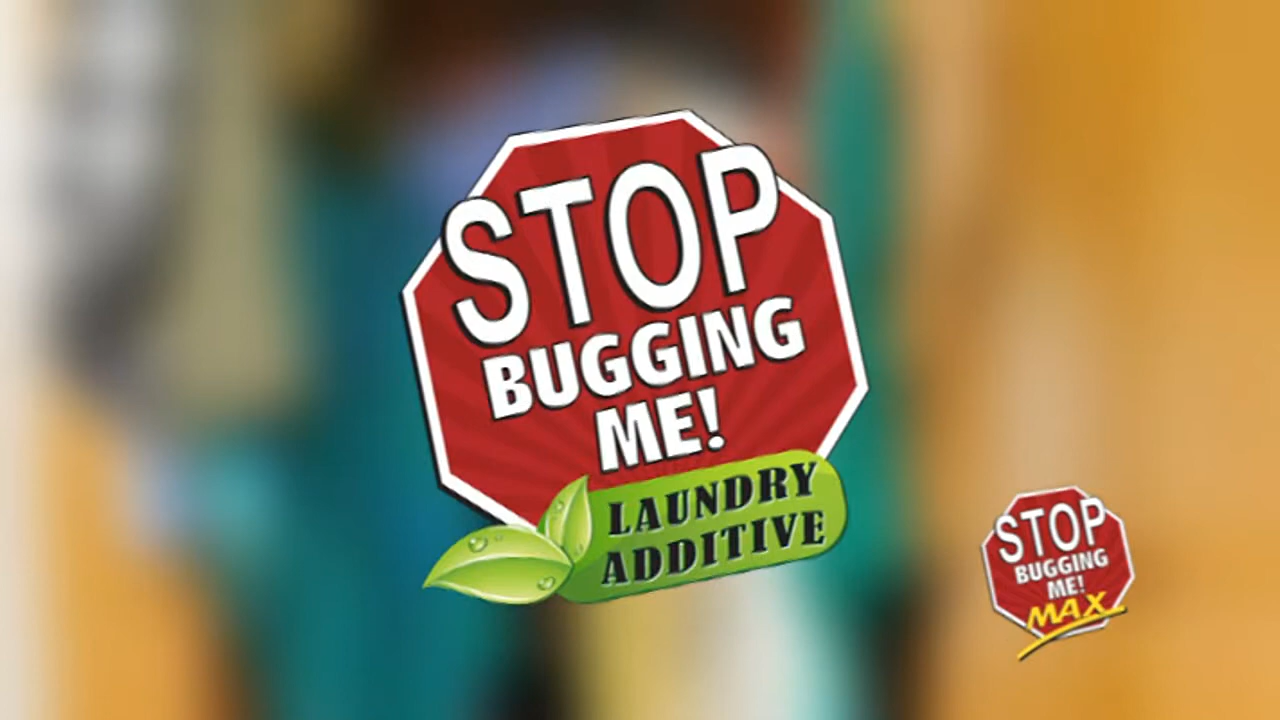 STOP
BUGGING
ME!
LAUNDRY
ADDITIVE
STOP
BUGGING
ME!
MAX